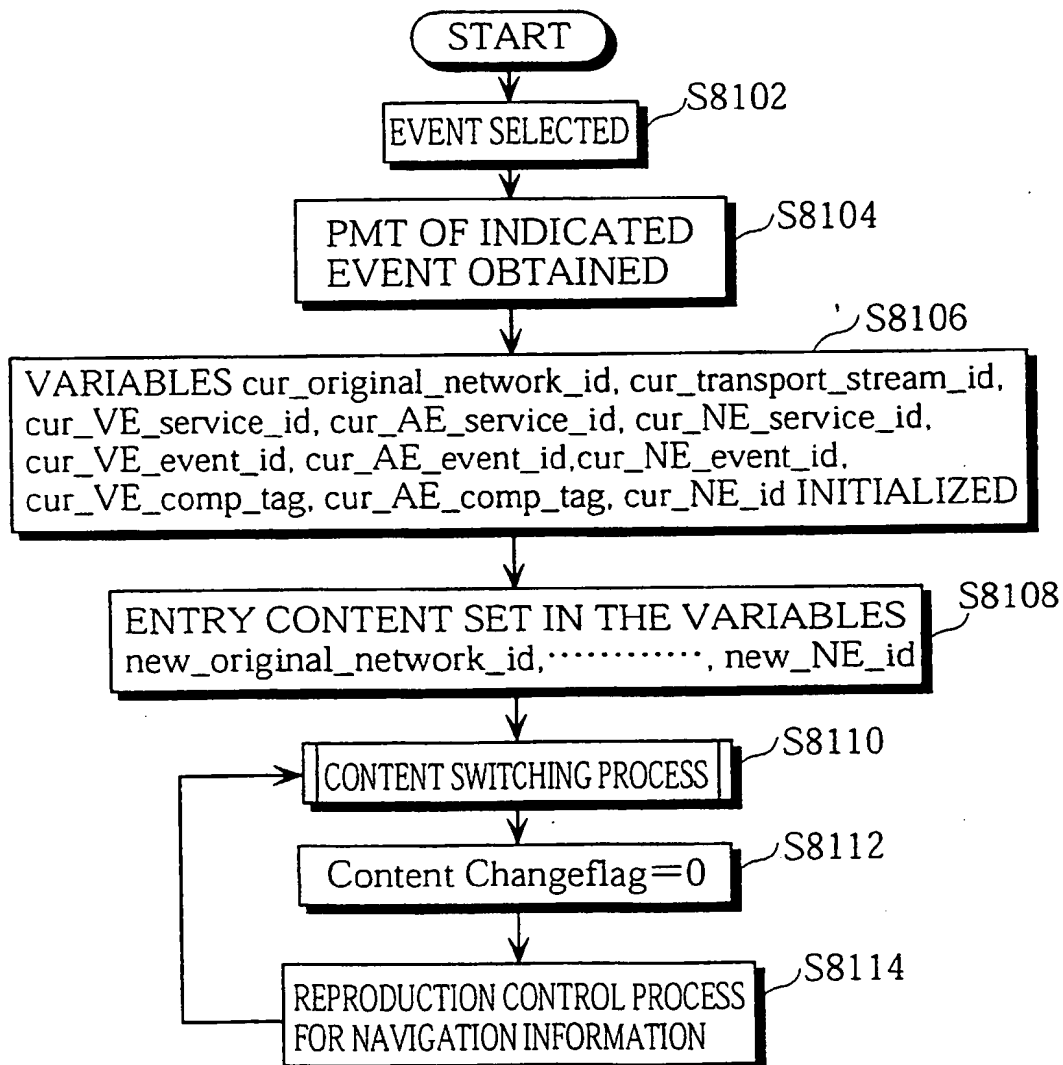 START
S8102
EVENT SELECTED
S8104
PMT OF INDICATED
EVENT OBTAINED
S8106
VARIABLES cur_original_network_id, cur_transport_stream_id,
cur_VE_service_id, cur_AE_service_id, cur_NE_service_id,
cur_VE_event_id, cur_AE_event_id,cur_NE_event_id,
cur_VE_comp_tag, cur_AE_comp_tag, cur_NE_id INITIALIZED
S8108
ENTRY CONTENT SET IN THE VARIABLES
new_original_network_id,············, new_NE_id
S8110
CONTENT SWITCHING PROCESS
S8112
Content Changeflag=0
S8114
REPRODUCTION CONTROL PROCESS
FOR NAVIGATION INFORMATION